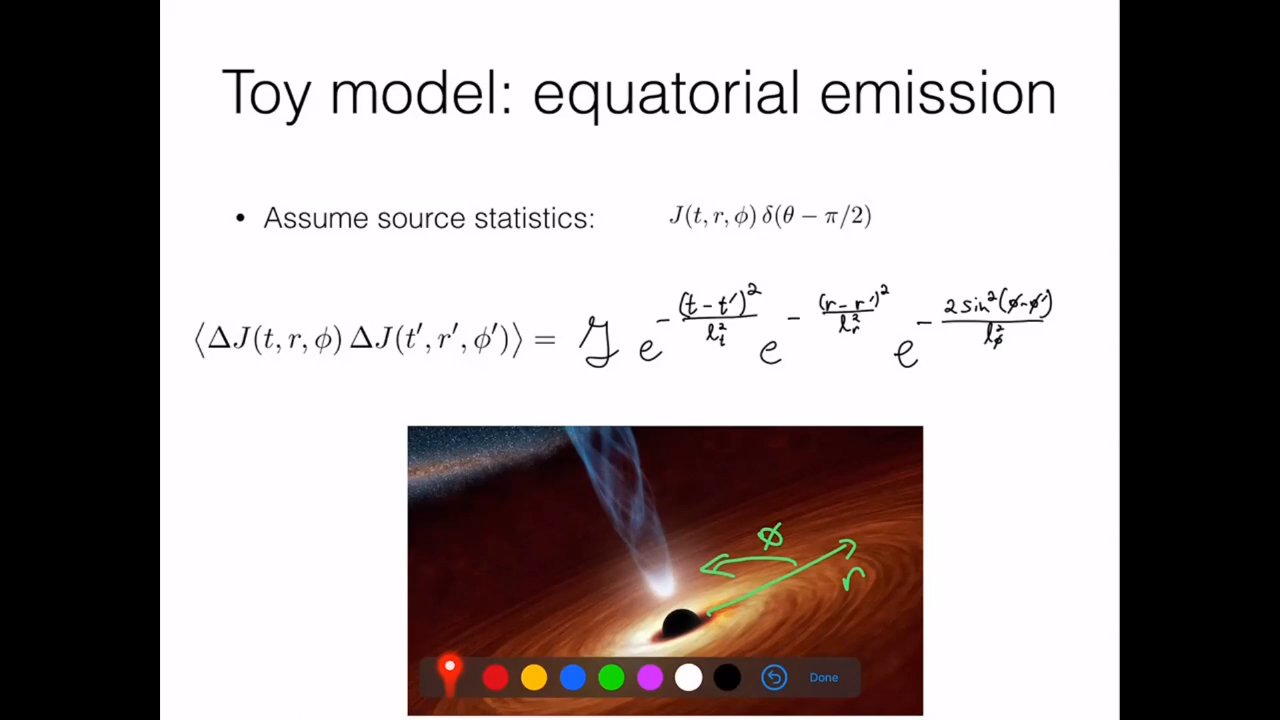 Toy model: equatorial emission
• Assume source statistics: J(t, r, ϕ) δ(θ − π/2)
⟨ΔJ(t, r, ϕ) ΔJ(t′, r′, ϕ′)⟩ = 𝒥 e^{−(t−t′)²/l_t²} e^{−(r−r′)²/l_r²} e^{−2sin²(ϕ−ϕ′)/l_ϕ²}
ϕ
r
Done